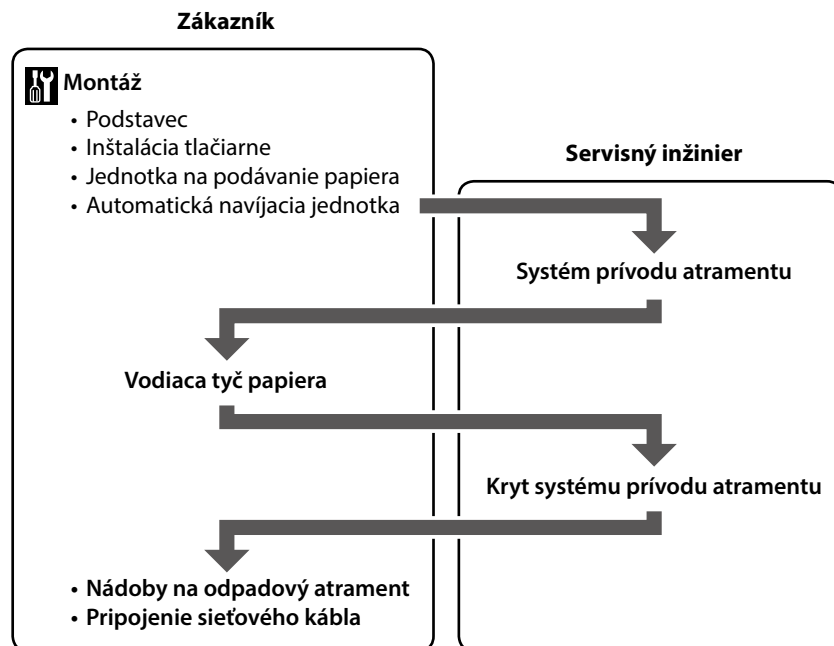 Zákazník
Montáž
• Podstavec
• Inštalácia tlačiarne
• Jednotka na podávanie papiera
• Automatická navíjacia jednotka
Servisný inžinier
Systém prívodu atramentu
Vodiaca tyč papiera
Kryt systému prívodu atramentu
• Nádoby na odpadový atrament
• Pripojenie sieťového kábla